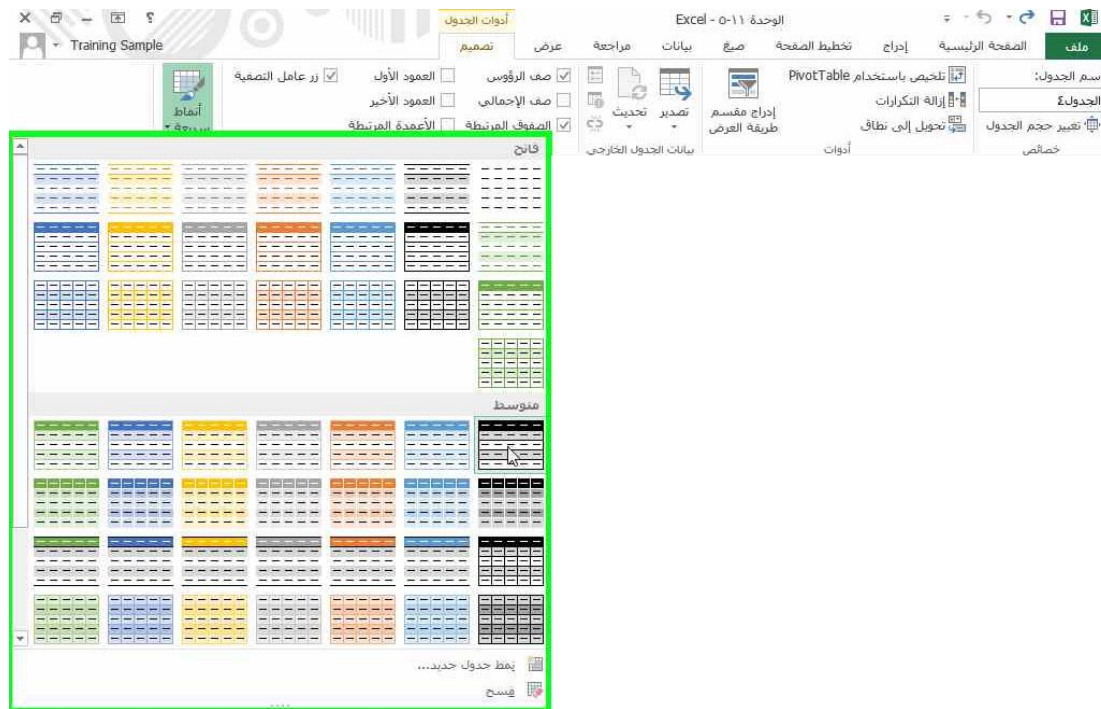 الوحدة ١١-٥ - Excel
أدوات الجدول
ملف
الصفحة الرئيسية
إدراج
تخطيط الصفحة
صيغ
بيانات
مراجعة
عرض
تصميم
Training Sample
سم الجدول:
الجدول٤
تغيير حجم الجدول
خصائص
تلخيص باستخدام PivotTable
إزالة التكرارات
تحويل إلى نطاق
أدوات
إدراج مقسم
طريقة العرض
تصدير
تحديث
بيانات الجدول الخارجي
صف الرؤوس
صف الإجمالي
الصفوف المرتبطة
العمود الأول
العمود الأخير
الأعمدة المرتبطة
زر عامل التصفية
أنماط
سريعة
فاتح
متوسط
نمط جدول جديد...
مسح